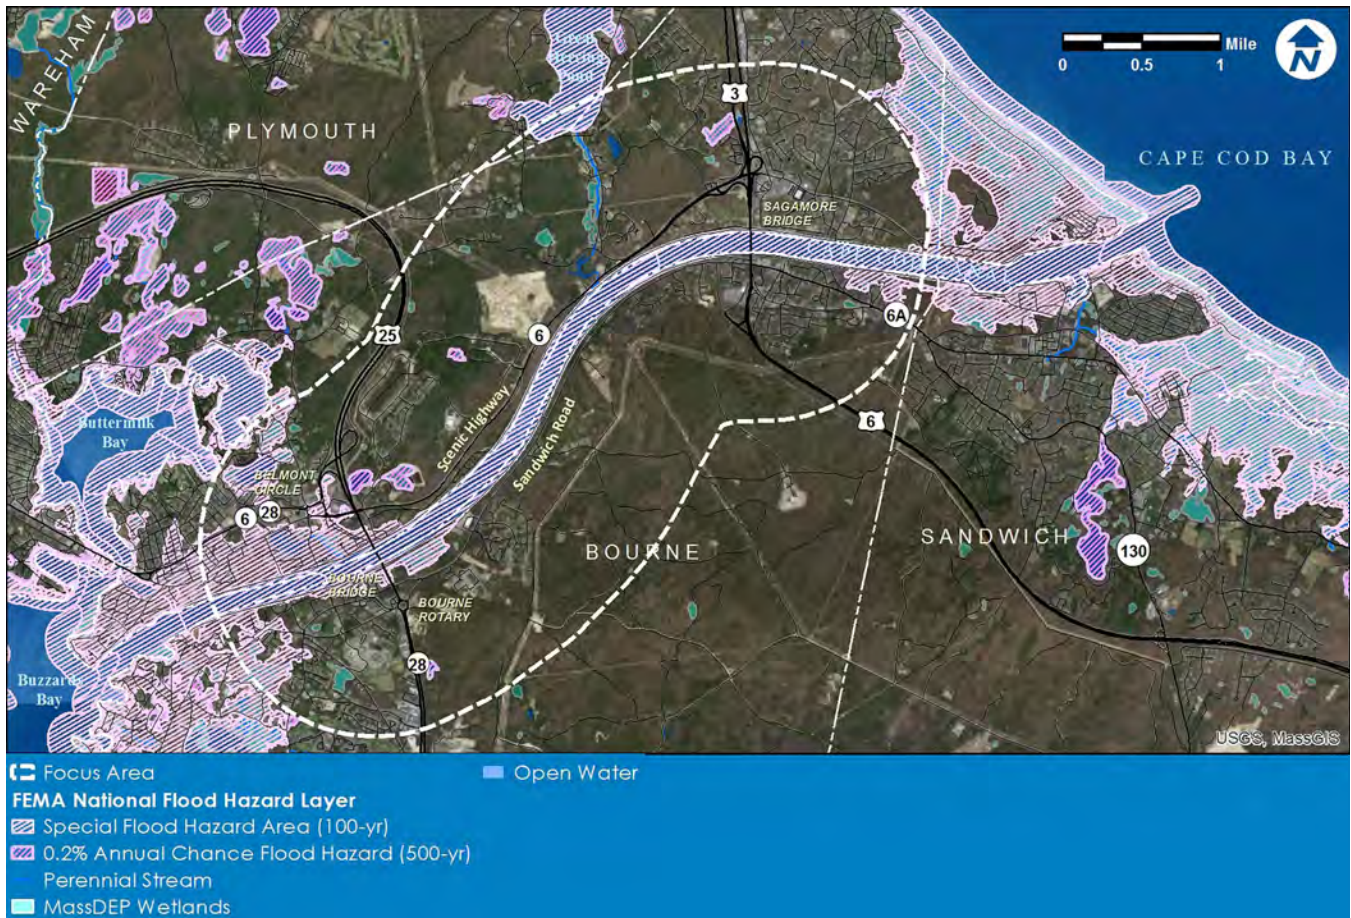 WAREHAM
PLYMOUTH
3
Mile
0 0.5 1
N
CAPE COD BAY
SAGAMORE
BRIDGE
25
6
6A
Scenic Highway
Sandwich Road
6
Buttermilk
Bay
BELMONT
CIRCLE
6
28
BOURNE
SANDWICH
130
BOURNE
BRIDGE
BOURNE
ROTARY
28
Buzzards
Bay
USGS, MassGIS
Focus Area
Open Water
FEMA National Flood Hazard Layer
Special Flood Hazard Area (100-yr)
0.2% Annual Chance Flood Hazard (500-yr)
Perennial Stream
MassDEP Wetlands